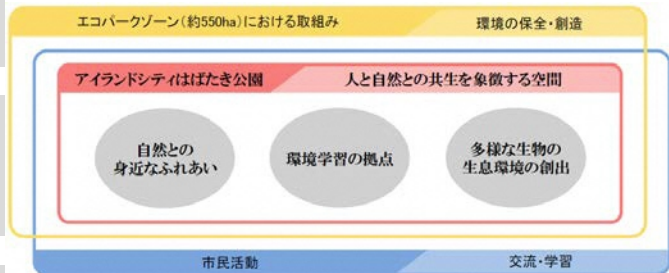 エコパークゾーン(約550ha)における取組み
環境の保全・創造
アイランドシティはばたき公園
人と自然との共生を象徴する空間
自然との
身近なふれあい
環境学習の拠点
多様な生物の
生息環境の創出
市民活動
交流・学習